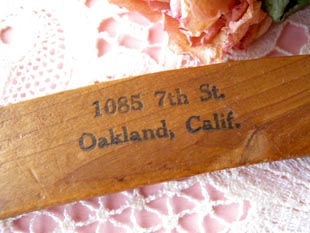 1085 7th St.
Oakland, Calif.